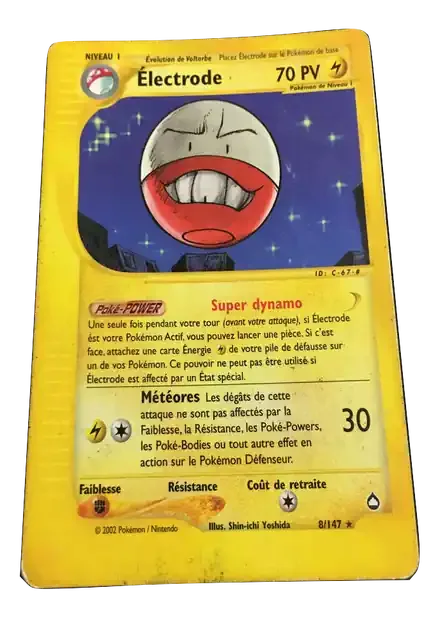 NIVEAU 1 Évolution de Voltorbe Placez Électrode sur le Pokémon de base
Électrode 70 PV
Pokémon de Niveau 1
ID: C-67-#
Poké-POWER Super dynamo
Une seule fois pendant votre tour (avant votre attaque), si Électrode
est votre Pokémon Actif, vous pouvez lancer une pièce. Si c'est
face, attachez une carte Énergie de votre pile de défausse sur
un de vos Pokémon. Ce pouvoir ne peut pas être utilisé si
Électrode est affecté par un État spécial.
Météores Les dégâts de cette
attaque ne sont pas affectés par la
Faiblesse, la Résistance, les Poké-Powers,
les Poké-Bodies ou tout autre effet en
action sur le Pokémon Défenseur.
30
Faiblesse Résistance Coût de retraite
© 2002 Pokémon / Nintendo Illus. Shin-ichi Yoshida 8/147 ★